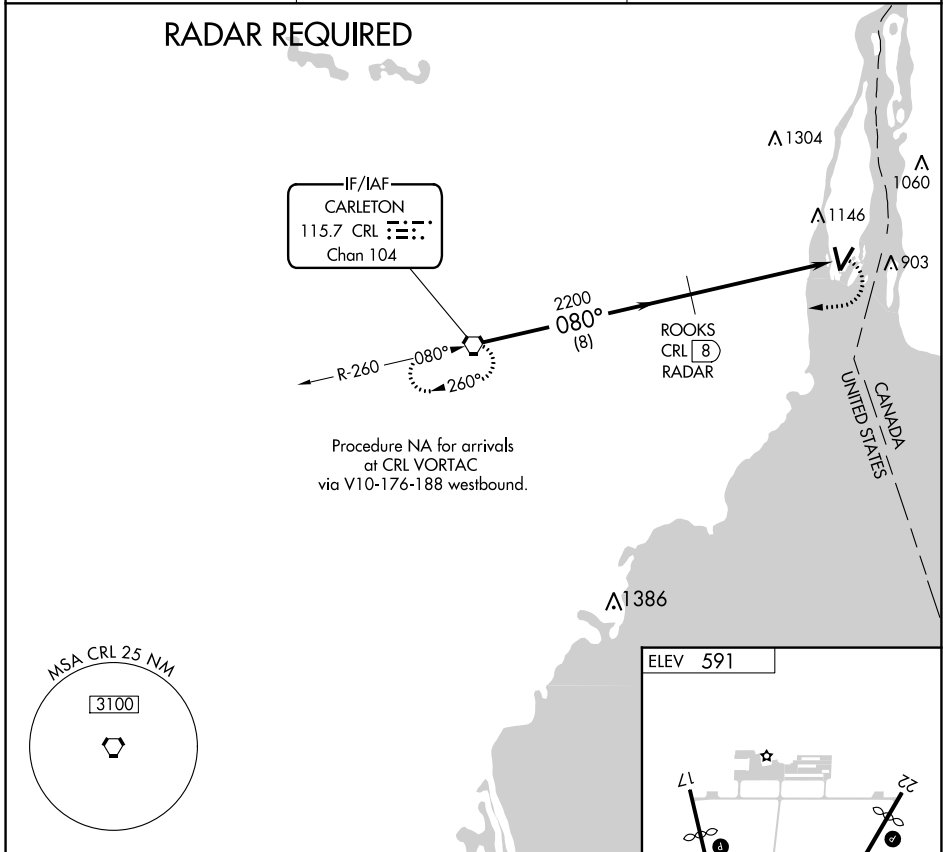 RADAR REQUIRED
1304
1060
IF/IAF
CARLETON
115.7 CRL
Chan 104
1146
903
2200
080°
(8)
ROOKS
CRL 8
RADAR
R-260
080°
260°
CANADA
UNITED STATES
Procedure NA for arrivals
at CRL VORTAC
via V10-176-188 westbound.
1386
MSA CRL 25 NM
3100
ELEV 591
17
22
P
P